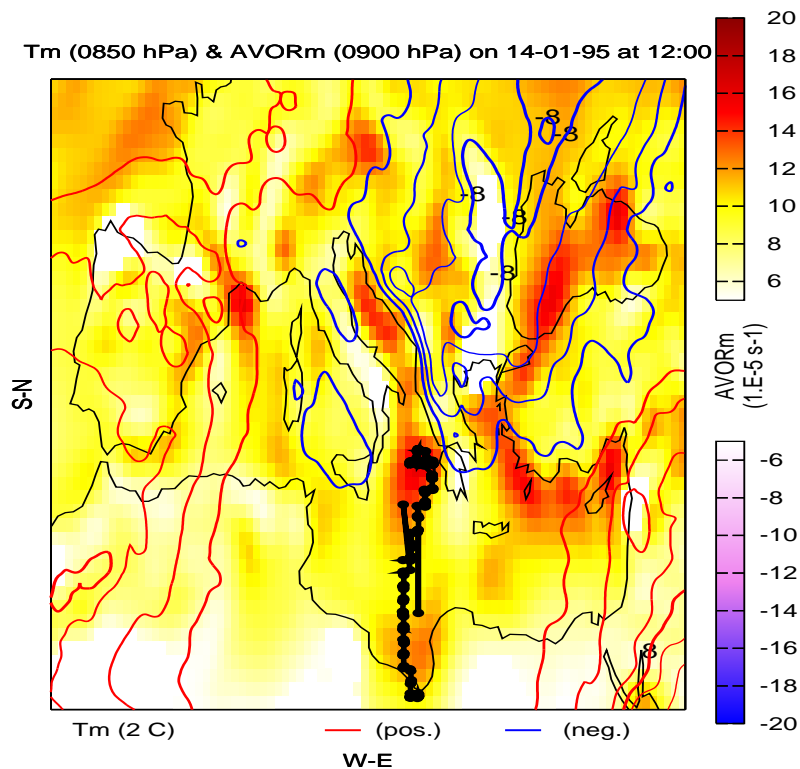 Tm (0850 hPa) & AVORm (0900 hPa) on 14-01-95 at 12:00
20
18
16
14
12
10
8
6
AVORm
(1.E-5 s-1)
-6
-8
-10
-12
-14
-16
-18
-20
S-N
-8
-8
-8
-8
-8
8
Tm (2 C)
(pos.)
(neg.)
W-E